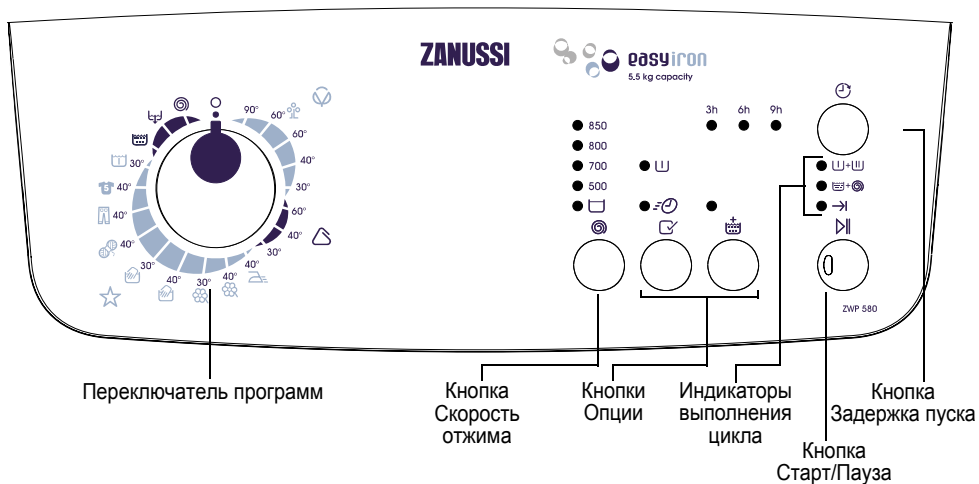 ZANUSSI
easyiron
5.5 kg capacity
90°
60°
60°
40°
30°
60°
40°
30°
40°
40°
30°
40°
30°
40°
40°
40°
30°
5
3h 6h 9h
850
800
700
500
ZWP 580
Переключатель программ
Кнопка
Скорость
отжима
Кнопки
Опции
Индикаторы
выполнения
цикла
Кнопка
Задержка пуска
Кнопка
Старт/Пауза